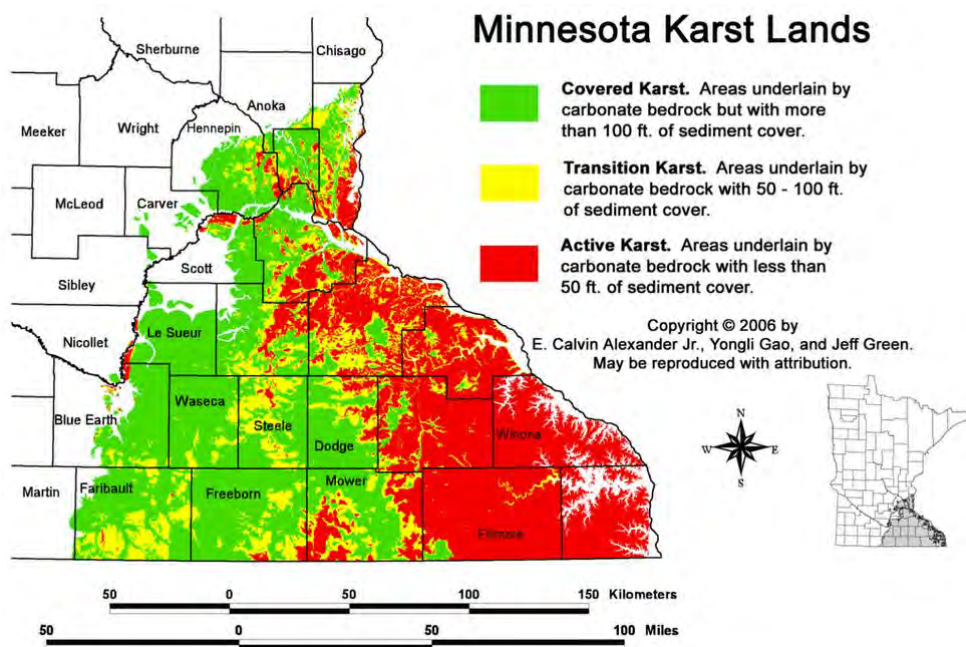 Minnesota Karst Lands
Covered Karst. Areas underlain by
carbonate bedrock but with more
than 100 ft. of sediment cover.
Transition Karst. Areas underlain by
carbonate bedrock with 50 - 100 ft.
of sediment cover.
Active Karst. Areas underlain by
carbonate bedrock with less than
50 ft. of sediment cover.
Copyright © 2006 by
E. Calvin Alexander Jr., Yongli Gao, and Jeff Green.
May be reproduced with attribution.
Sherburne
Chisago
Anoka
Meeker
Wright
Hennepin
McLeod
Carver
Scott
Sibley
Le Sueur
Nicollet
Waseca
Blue Earth
Steele
Dodge
Winona
Martin
Faribault
Freeborn
Mower
Fillmore
N
W
E
S
50 0 50 100 150 Kilometers
50 0 50 100 Miles